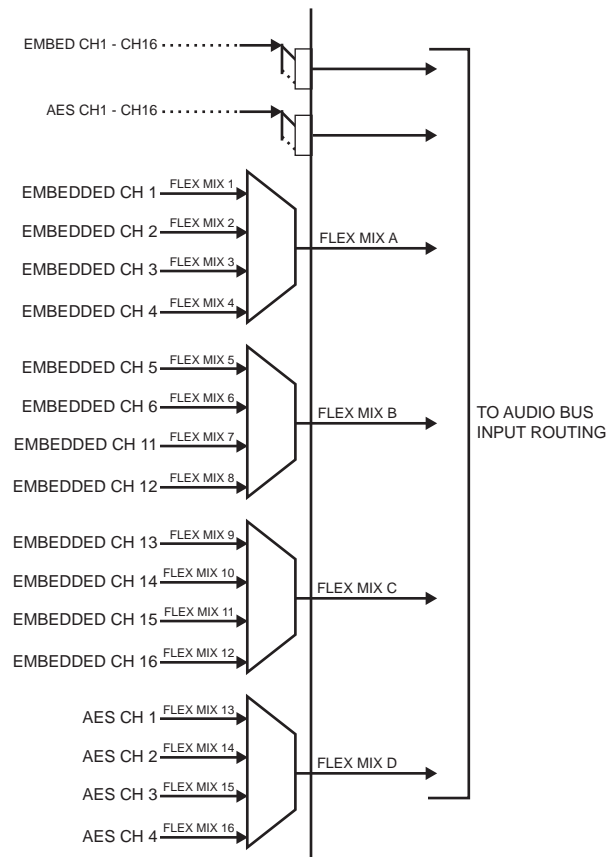 EMBED CH1 - CH16
AES CH1 - CH16
EMBEDDED CH 1 FLEX MIX 1
EMBEDDED CH 2 FLEX MIX 2
EMBEDDED CH 3 FLEX MIX 3
EMBEDDED CH 4 FLEX MIX 4
FLEX MIX A
EMBEDDED CH 5 FLEX MIX 5
EMBEDDED CH 6 FLEX MIX 6
EMBEDDED CH 11 FLEX MIX 7
EMBEDDED CH 12 FLEX MIX 8
FLEX MIX B
TO AUDIO BUS
INPUT ROUTING
EMBEDDED CH 13 FLEX MIX 9
EMBEDDED CH 14 FLEX MIX 10
EMBEDDED CH 15 FLEX MIX 11
EMBEDDED CH 16 FLEX MIX 12
FLEX MIX C
AES CH 1 FLEX MIX 13
AES CH 2 FLEX MIX 14
AES CH 3 FLEX MIX 15
AES CH 4 FLEX MIX 16
FLEX MIX D